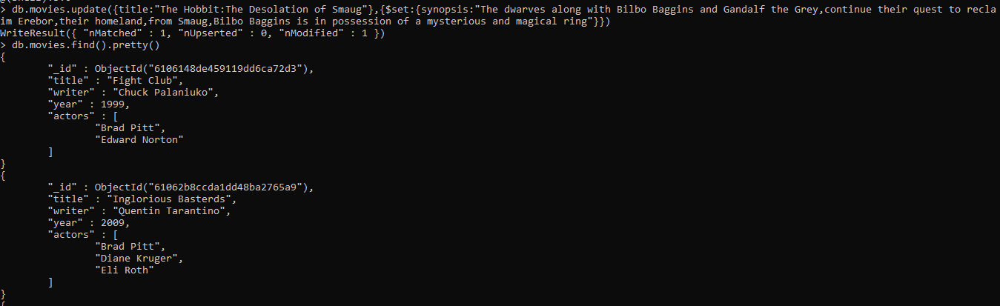 > db.movies.update({title:"The Hobbit:The Desolation of Smaug"},{$set:{synopsis:"The dwarves along with Bilbo Baggins and Gandalf the Grey,continue their quest to recla
im Erebor,their homeland,from Smaug,Bilbo Baggins is in possession of a mysterious and magical ring"}})
WriteResult({ "nMatched" : 1, "nUpserted" : 0, "nModified" : 1 })
> db.movies.find().pretty()
{
        "_id" : ObjectId("6106148de459119dd6ca72d3"),
        "title" : "Fight Club",
        "writer" : "Chuck Palaniuko",
        "year" : 1999,
        "actors" : [
                "Brad Pitt",
                "Edward Norton"
        ]
}
{
        "_id" : ObjectId("61062b8ccda1dd48ba2765a9"),
        "title" : "Inglorious Basterds",
        "writer" : "Quentin Tarantino",
        "year" : 2009,
        "actors" : [
                "Brad Pitt",
                "Diane Kruger",
                "Eli Roth"
        ]
}
{